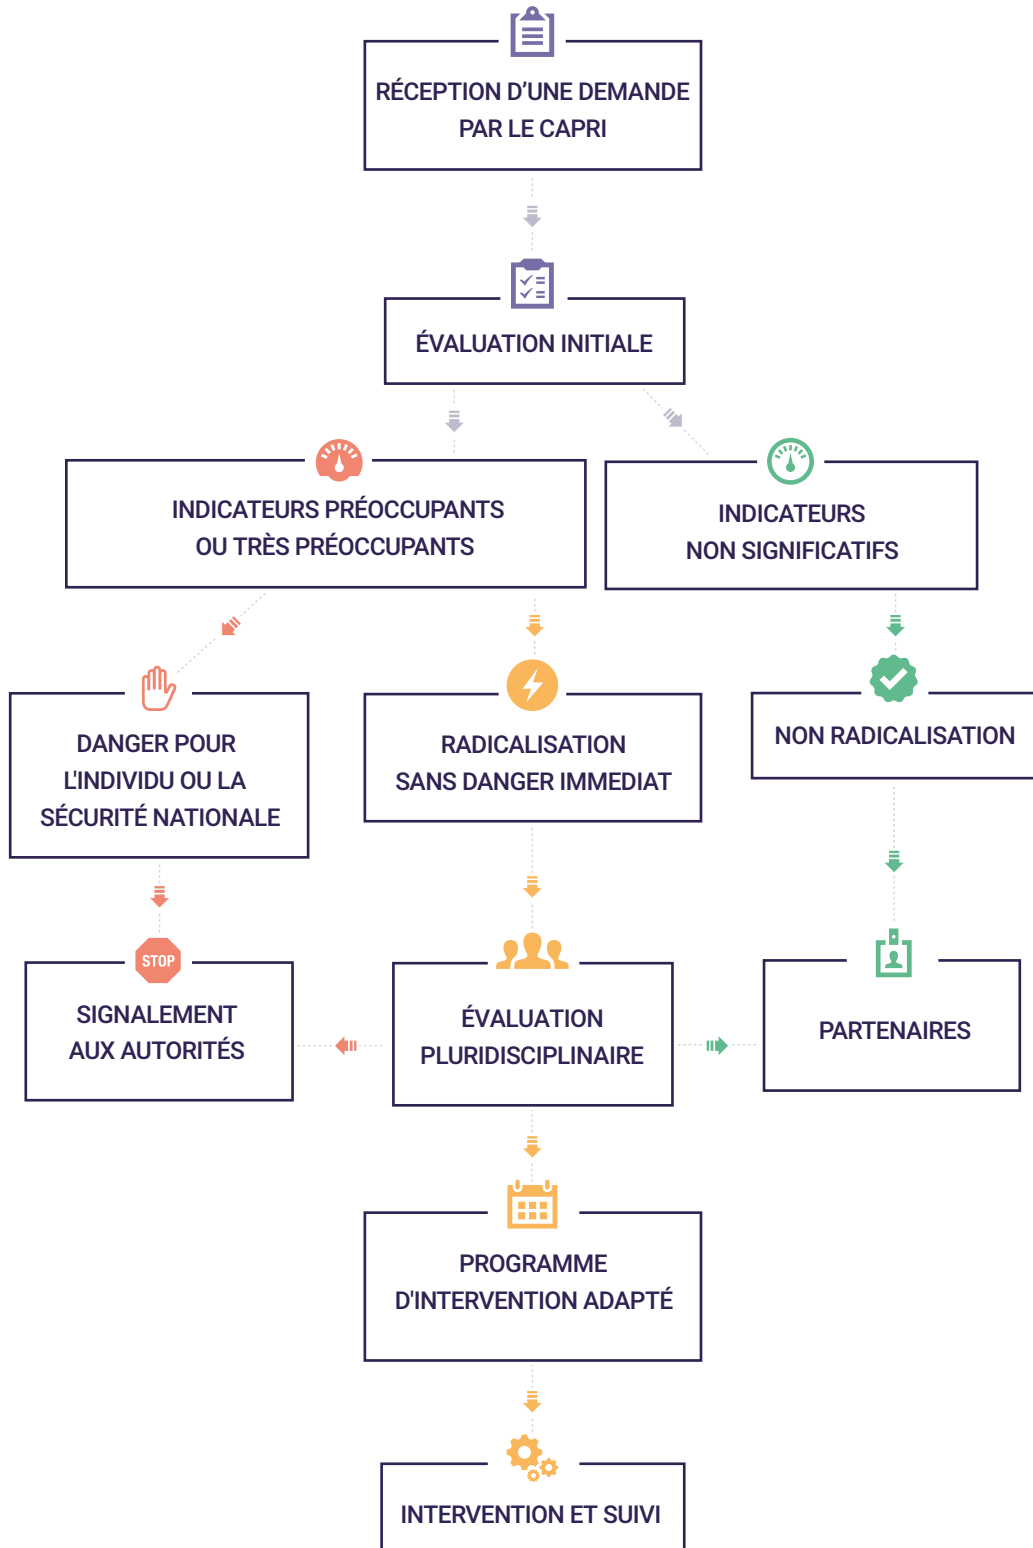 RÉCEPTION D'UNE DEMANDE
PAR LE CAPRI
ÉVALUATION INITIALE
INDICATEURS PRÉOCCUPANTS
OU TRÈS PRÉOCCUPANTS
INDICATEURS
NON SIGNIFICATIFS
DANGER POUR
L'INDIVIDU OU LA
SÉCURITÉ NATIONALE
RADICALISATION
SANS DANGER IMMEDIAT
NON RADICALISATION
STOP
SIGNALEMENT
AUX AUTORITÉS
ÉVALUATION
PLURIDISCIPLINAIRE
PARTENAIRES
PROGRAMME
D'INTERVENTION ADAPTÉ
INTERVENTION ET SUIVI